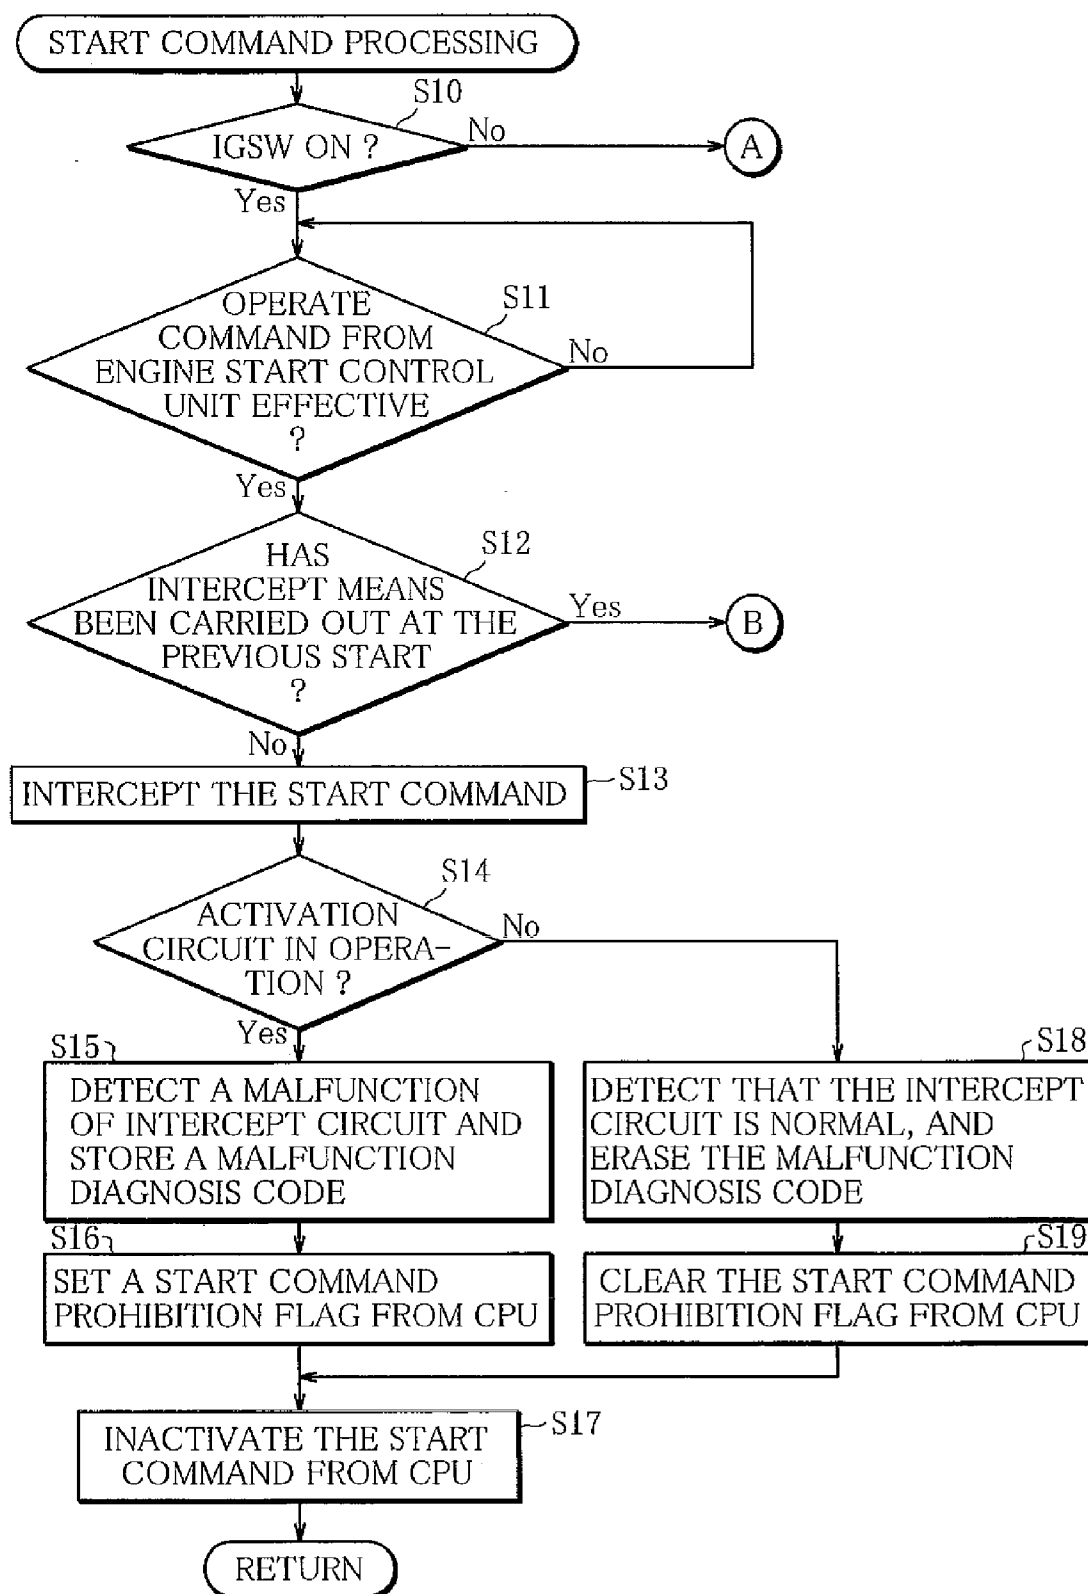 START COMMAND PROCESSING
S10
IGSW ON ?
No
A
Yes
S11
OPERATE
COMMAND FROM
ENGINE START CONTROL
UNIT EFFECTIVE
?
No
Yes
S12
HAS
INTERCEPT MEANS
BEEN CARRIED OUT AT THE
PREVIOUS START
?
Yes
B
No
INTERCEPT THE START COMMAND
S13
S14
ACTIVATION
CIRCUIT IN OPERA-
TION ?
No
Yes
S15
DETECT A MALFUNCTION
OF INTERCEPT CIRCUIT AND
STORE A MALFUNCTION
DIAGNOSIS CODE
S18
DETECT THAT THE INTERCEPT
CIRCUIT IS NORMAL, AND
ERASE THE MALFUNCTION
DIAGNOSIS CODE
S16
SET A START COMMAND
PROHIBITION FLAG FROM CPU
S19
CLEAR THE START COMMAND
PROHIBITION FLAG FROM CPU
S17
INACTIVATE THE START
COMMAND FROM CPU
RETURN